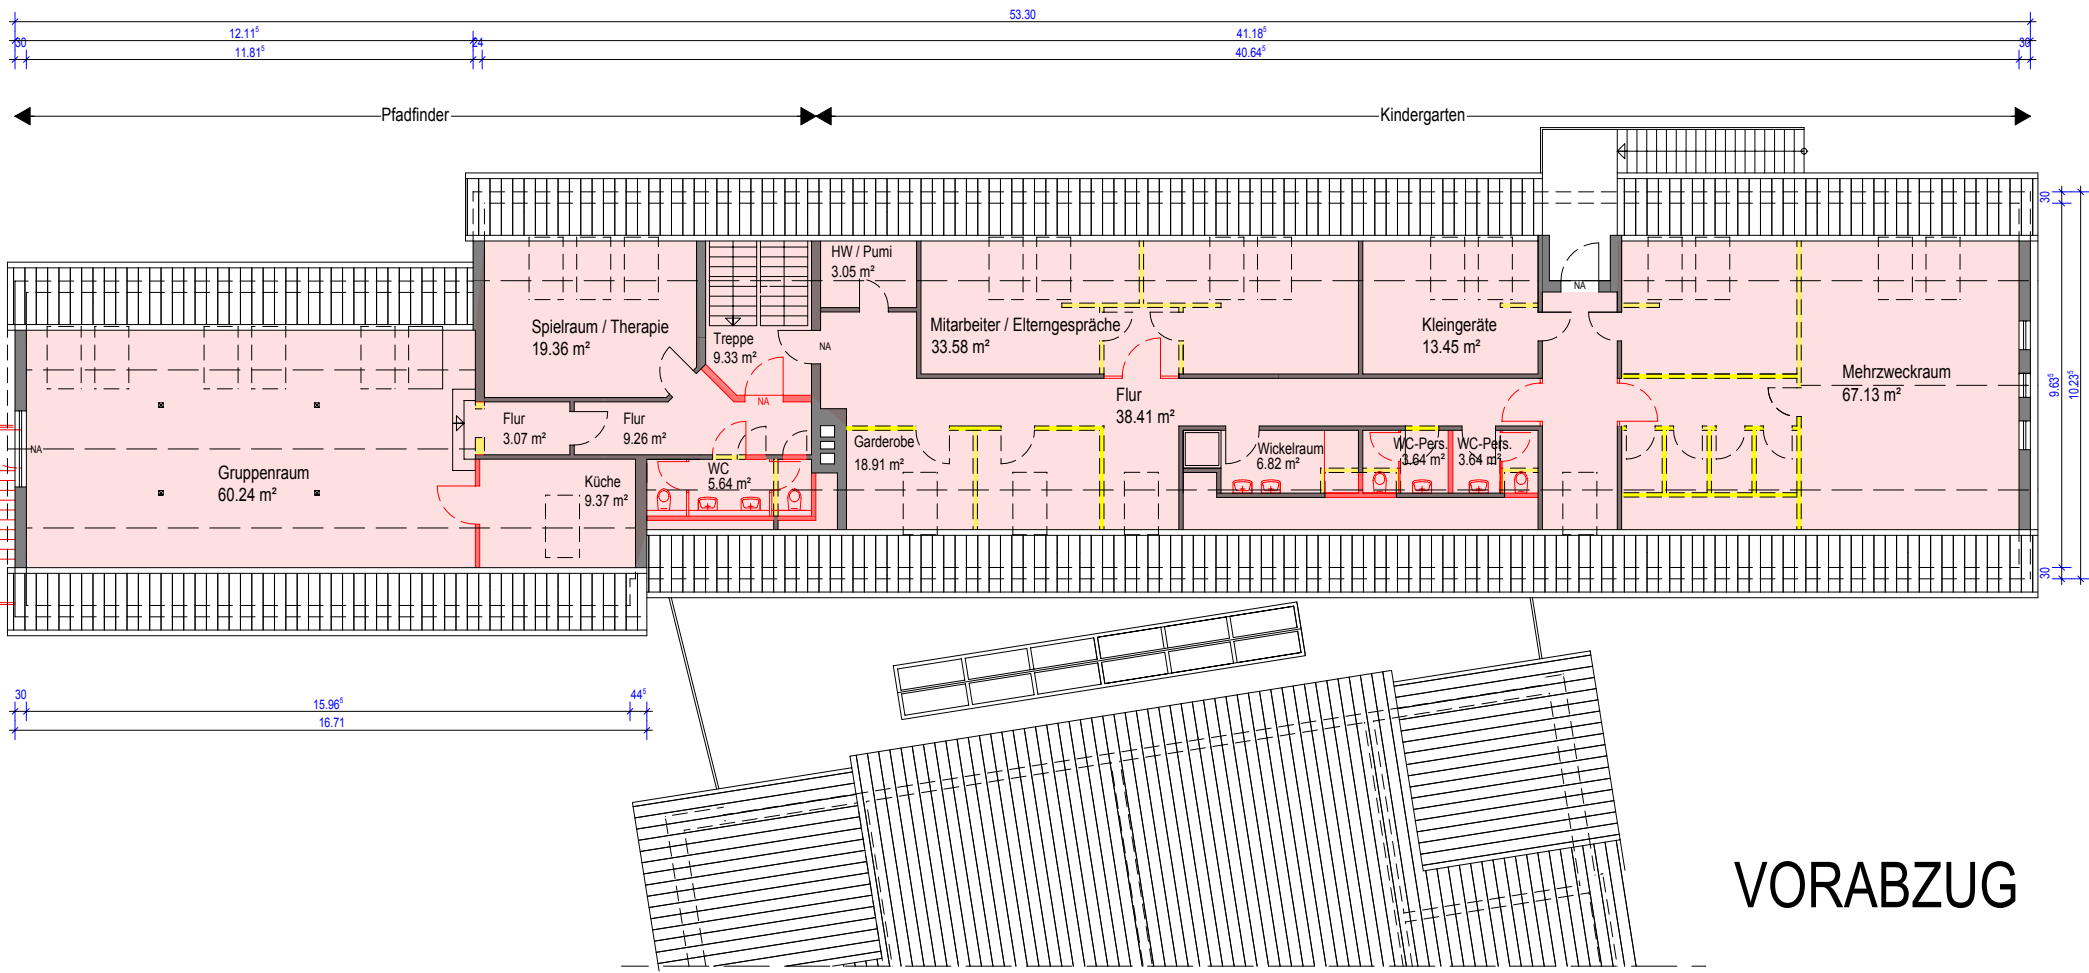 53.30
12.11⁵
41.18⁵
30
24
30
11.81⁵
40.64⁵
Pfadfinder
Kindergarten
30
HW / Pumi
3.05 m²
NA
Spielraum / Therapie
19.36 m²
Treppe
9.33 m²
NA
Mitarbeiter / Elterngespräche
33.58 m²
Kleingeräte
13.45 m²
Mehrzweckraum
67.13 m²
9.63⁵
10.23⁵
Flur
38.41 m²
NA
Flur
3.07 m²
Flur
9.26 m²
NA
Gruppenraum
60.24 m²
Küche
9.37 m²
WC
5.64 m²
Garderobe
18.91 m²
Wickelraum
6.82 m²
WC-Pers.
3.64 m²
WC-Pers.
3.64 m²
30
30
15.96⁵
44⁵
16.71
VORABZUG